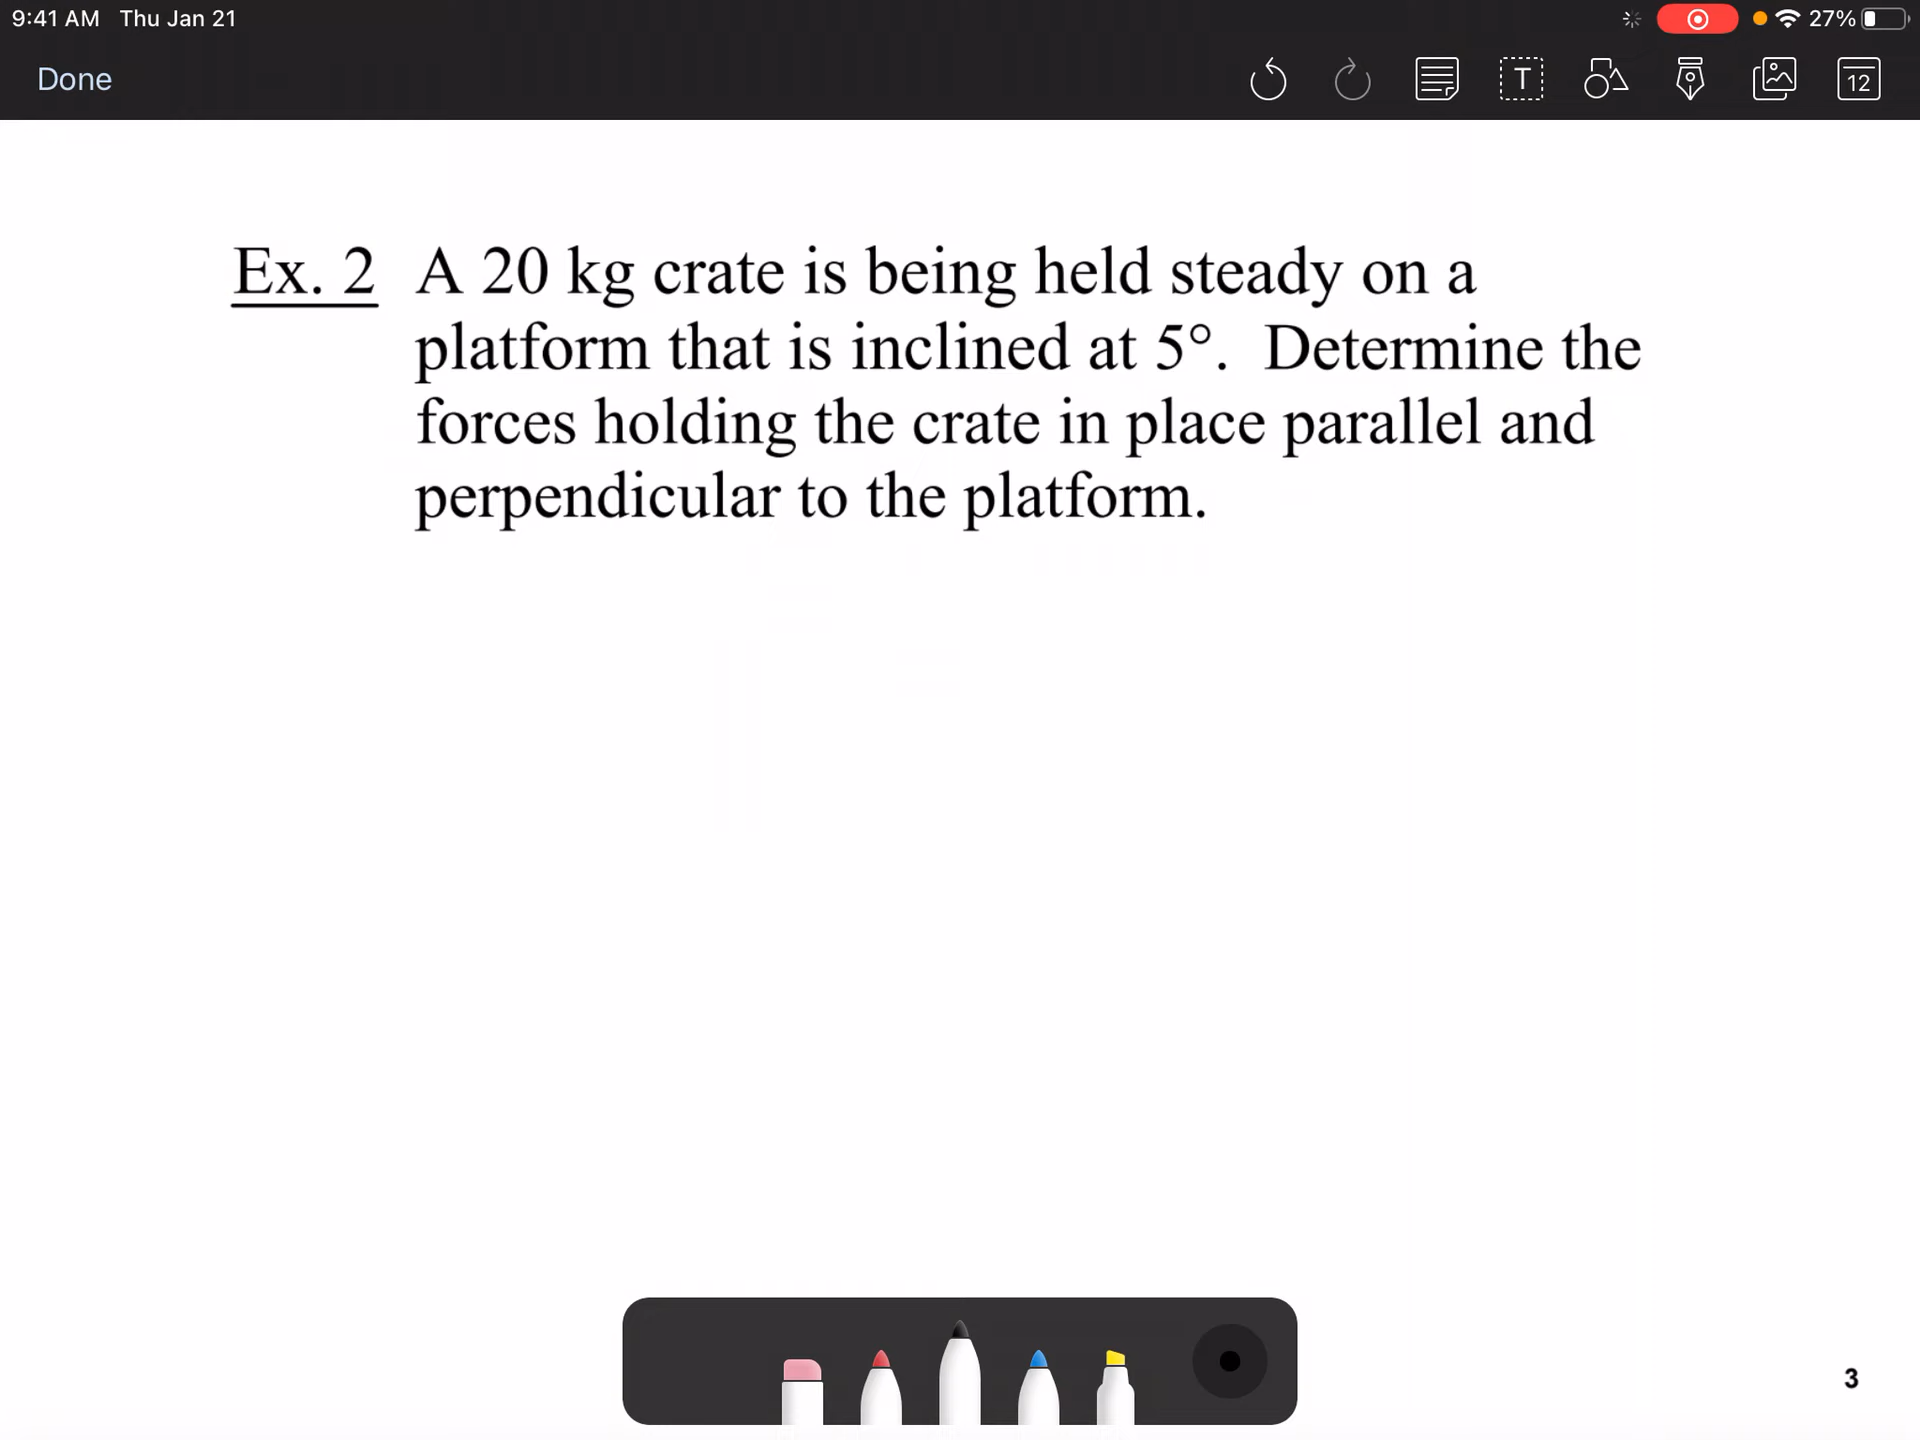 9:41 AM Thu Jan 21
27%
Done
T
12
Ex. 2 A 20 kg crate is being held steady on a
platform that is inclined at 5°. Determine the
forces holding the crate in place parallel and
perpendicular to the platform.
3